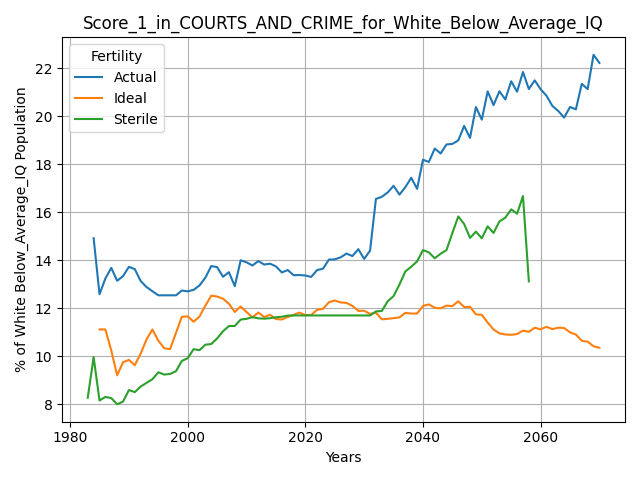 Score_1_in_COURTS_AND_CRIME_for_White_Below_Average_IQ
Fertility
Actual
Ideal
Sterile
% of White Below_Average_IQ Population
22
20
18
16
14
12
10
8
1980
2000
2020
2040
2060
Years